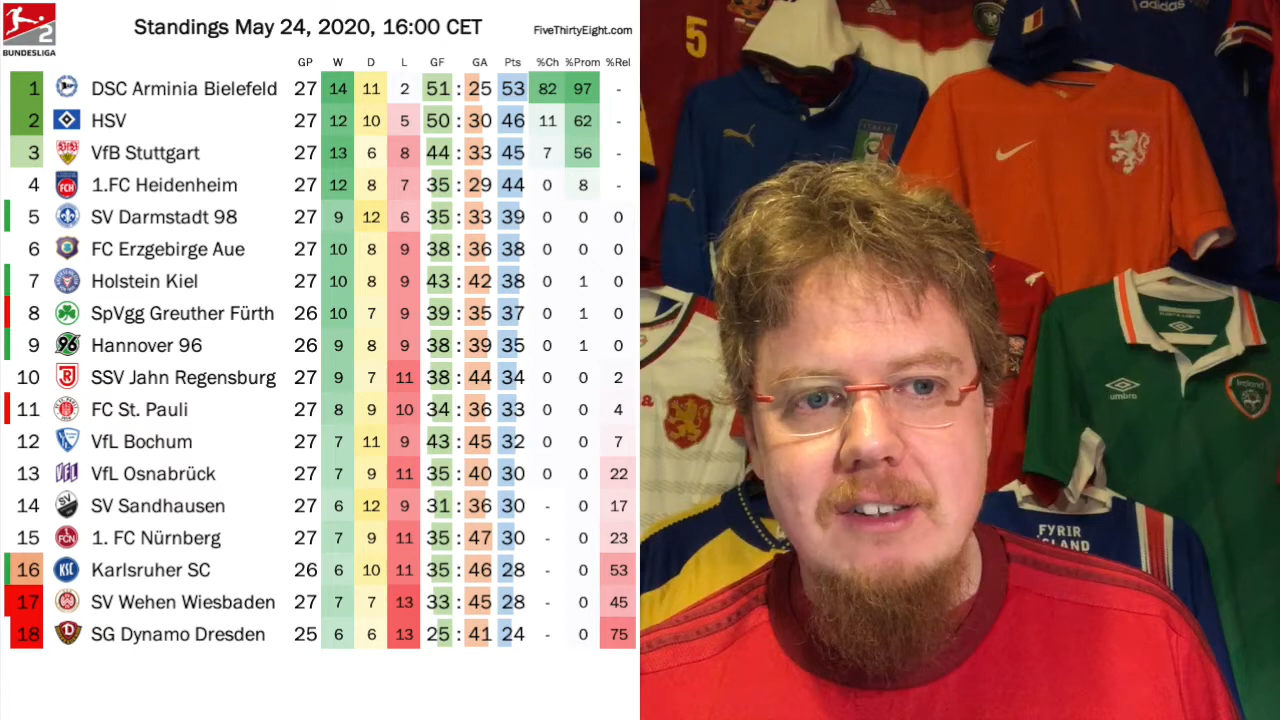 2
BUNDESLIGA
Standings May 24, 2020, 16:00 CET
FiveThirtyEight.com
GP W D L GF GA Pts %Ch %Prom %Rel
1 DSC Arminia Bielefeld 27 14 11 2 51 : 25 53 82 97 -
2 HSV 27 12 10 5 50 : 30 46 11 62 -
3 VfB Stuttgart 27 13 6 8 44 : 33 45 7 56 -
4 1.FC Heidenheim 27 12 8 7 35 : 29 44 0 8 -
5 SV Darmstadt 98 27 9 12 6 35 : 33 39 0 0 0
6 FC Erzgebirge Aue 27 10 8 9 38 : 36 38 0 0 0
7 Holstein Kiel 27 10 8 9 43 : 42 38 0 1 0
8 SpVgg Greuther Fürth 26 10 7 9 39 : 35 37 0 1 0
9 Hannover 96 26 9 8 9 38 : 39 35 0 1 0
10 SSV Jahn Regensburg 27 9 7 11 38 : 44 34 0 0 2
11 FC St. Pauli 27 8 9 10 34 : 36 33 0 0 4
12 VfL Bochum 27 7 11 9 43 : 45 32 0 0 7
13 VfL Osnabrück 27 7 9 11 35 : 40 30 0 0 22
14 SV Sandhausen 27 6 12 9 31 : 36 30 - 0 17
15 1. FC Nürnberg 27 7 9 11 35 : 47 30 - 0 23
16 Karlsruher SC 26 6 10 11 35 : 46 28 - 0 53
17 SV Wehen Wiesbaden 27 7 7 13 33 : 45 28 - 0 45
18 SG Dynamo Dresden 25 6 6 13 25 : 41 24 - 0 75
5
adidas
ITALIA
umbro
Ireland
FYRIR
ÍSLAND